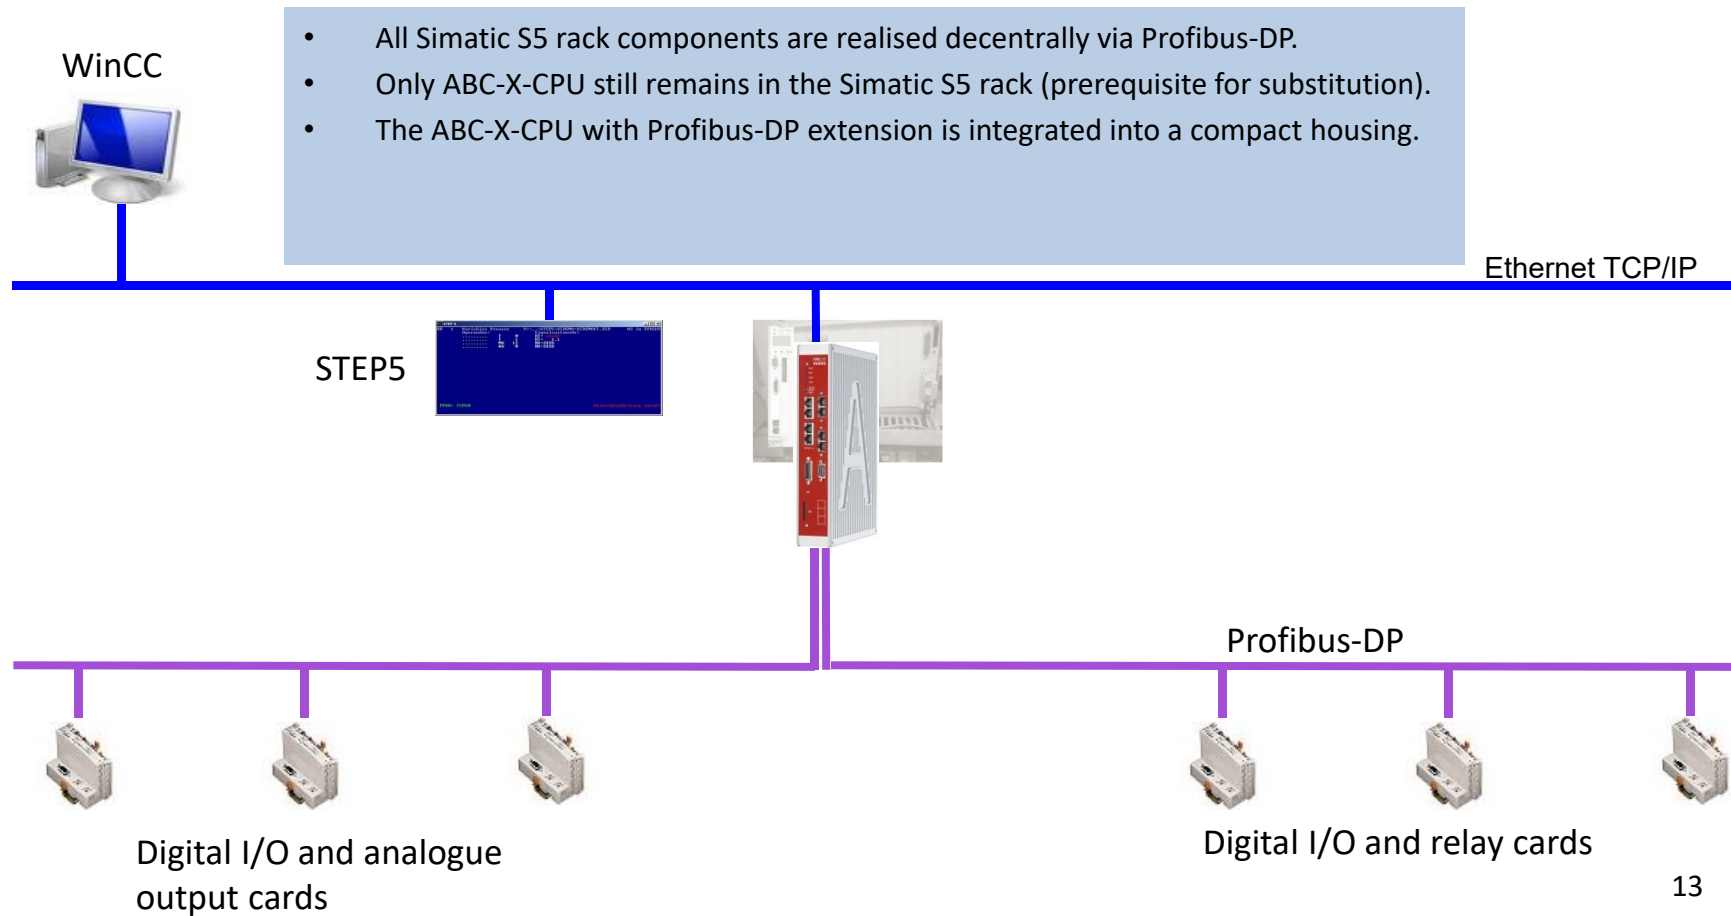 WinCC
• All Simatic S5 rack components are realised decentrally via Profibus-DP.
• Only ABC-X-CPU still remains in the Simatic S5 rack (prerequisite for substitution).
• The ABC-X-CPU with Profibus-DP extension is integrated into a compact housing.
Ethernet TCP/IP
STEP5
A
Profibus-DP
Digital I/O and analogue
output cards
Digital I/O and relay cards
13